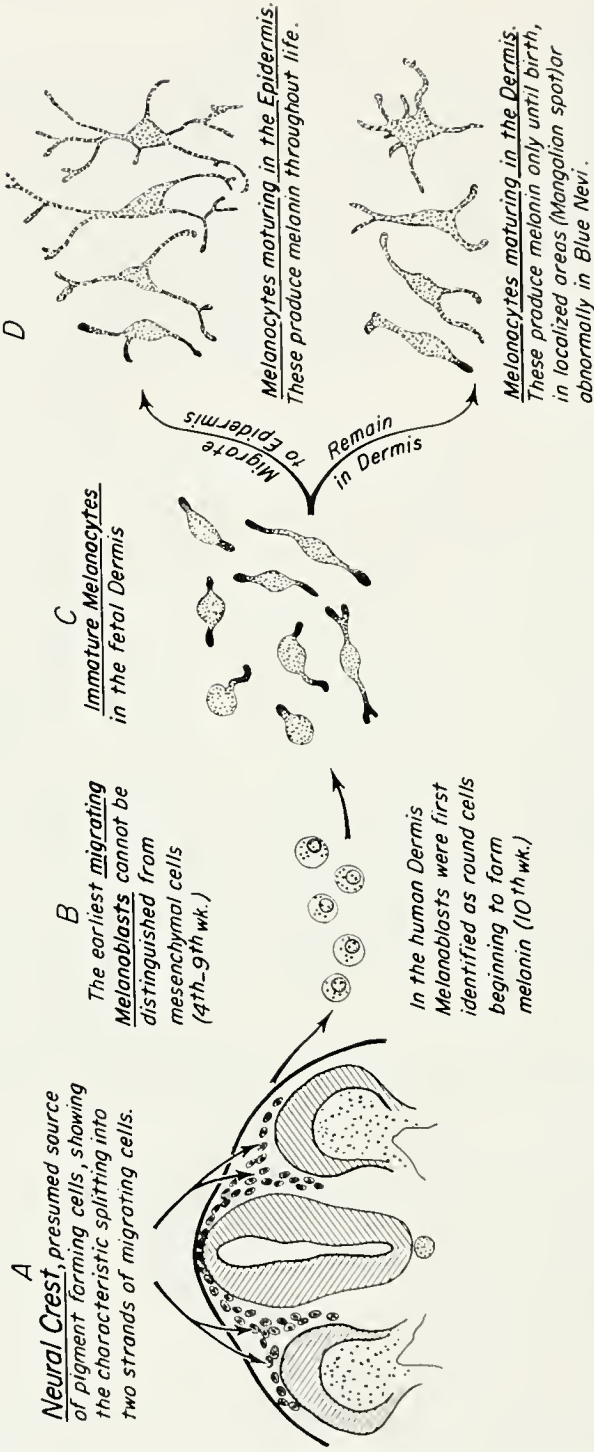 A
Neural Crest, presumed source
of pigment forming cells, showing
the characteristic splitting into
two strands of migrating cells.
B
The earliest migrating
Melanoblasts cannot be
distinguished from
mesenchymal cells
(4th-9th wk.)
In the human Dermis
Melanoblasts were first
identified as round cells
beginning to form
melanin (10th wk.)
C
Immature Melanocytes
in the fetal Dermis
Migrate
to Epidermis
Remain
in Dermis
D
Melanocytes maturing in the Epidermis.
These produce melanin throughout life.
Melonocytes maturing in the Dermis.
These produce melanin only until birth,
in localized areas (Mongolian spot) or
abnormally in Blue Nevi.